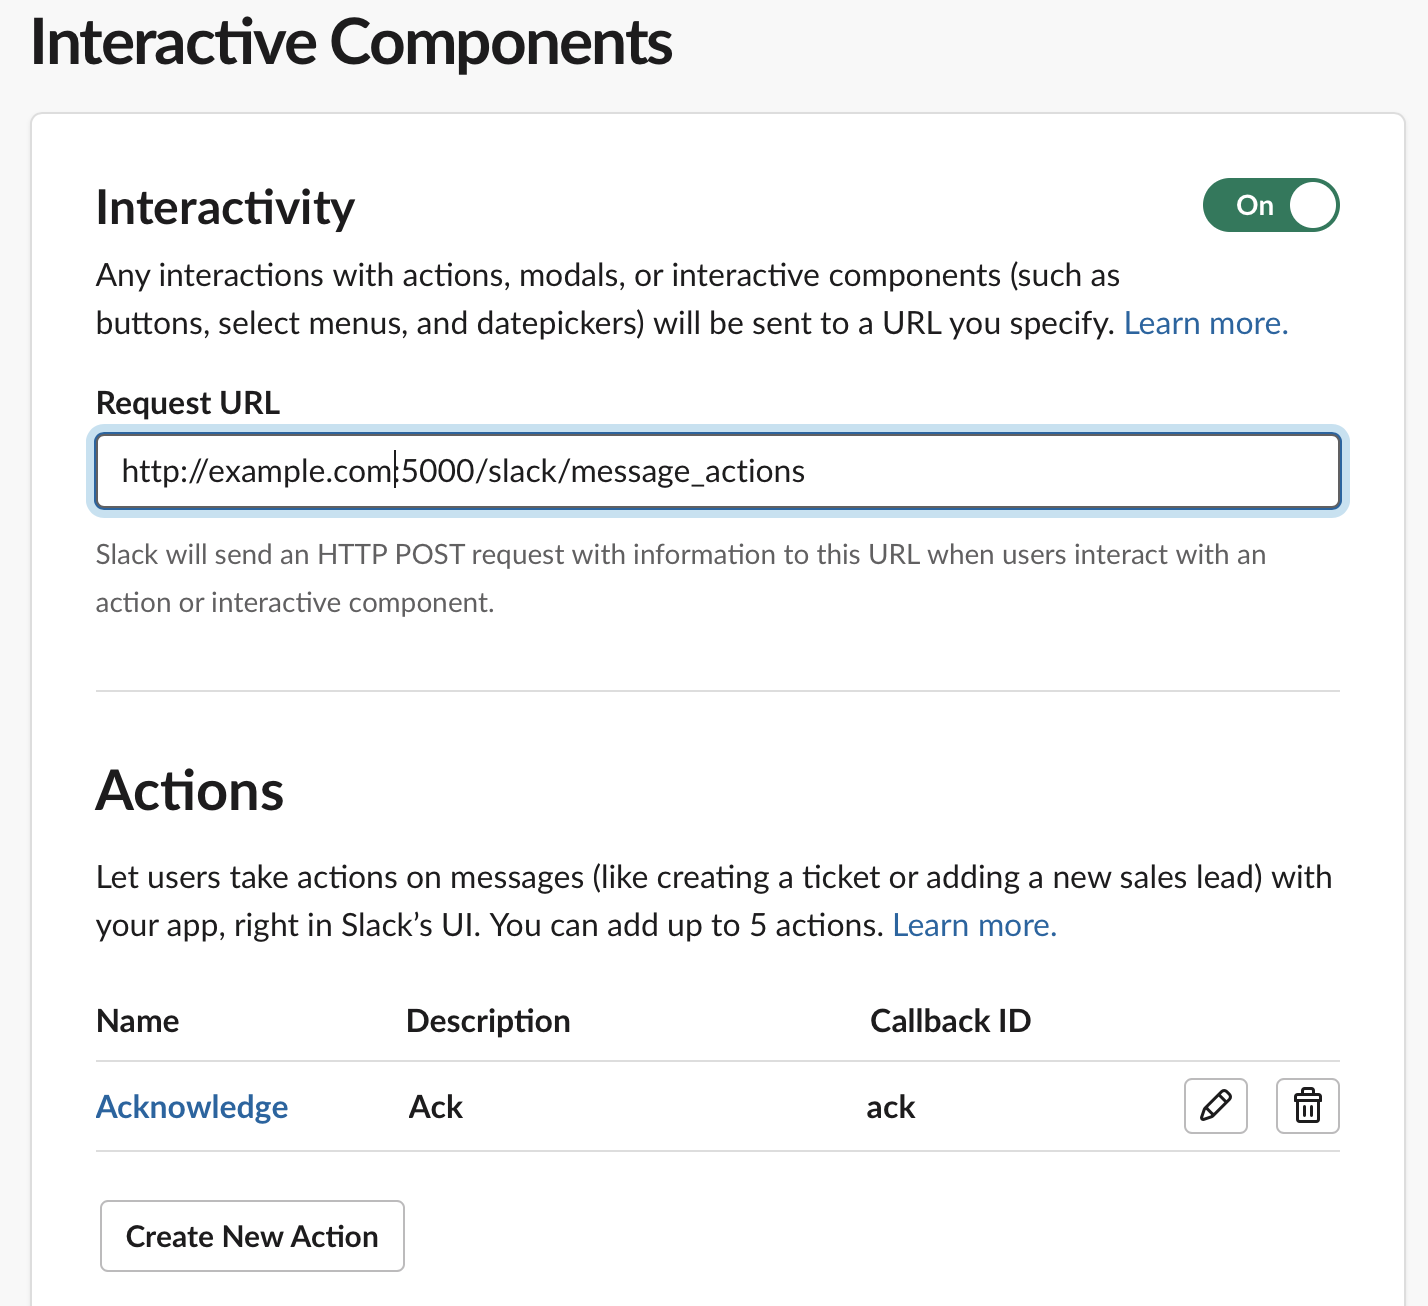 Interactive Components
Interactivity
On
Any interactions with actions, modals, or interactive components (such as
buttons, select menus, and datepickers) will be sent to a URL you specify. Learn more.
Request URL
http://example.com:5000/slack/message_actions
Slack will send an HTTP POST request with information to this URL when users interact with an
action or interactive component.
Actions
Let users take actions on messages (like creating a ticket or adding a new sales lead) with
your app, right in Slack’s UI. You can add up to 5 actions. Learn more.
Name Description Callback ID
Acknowledge Ack ack
Create New Action